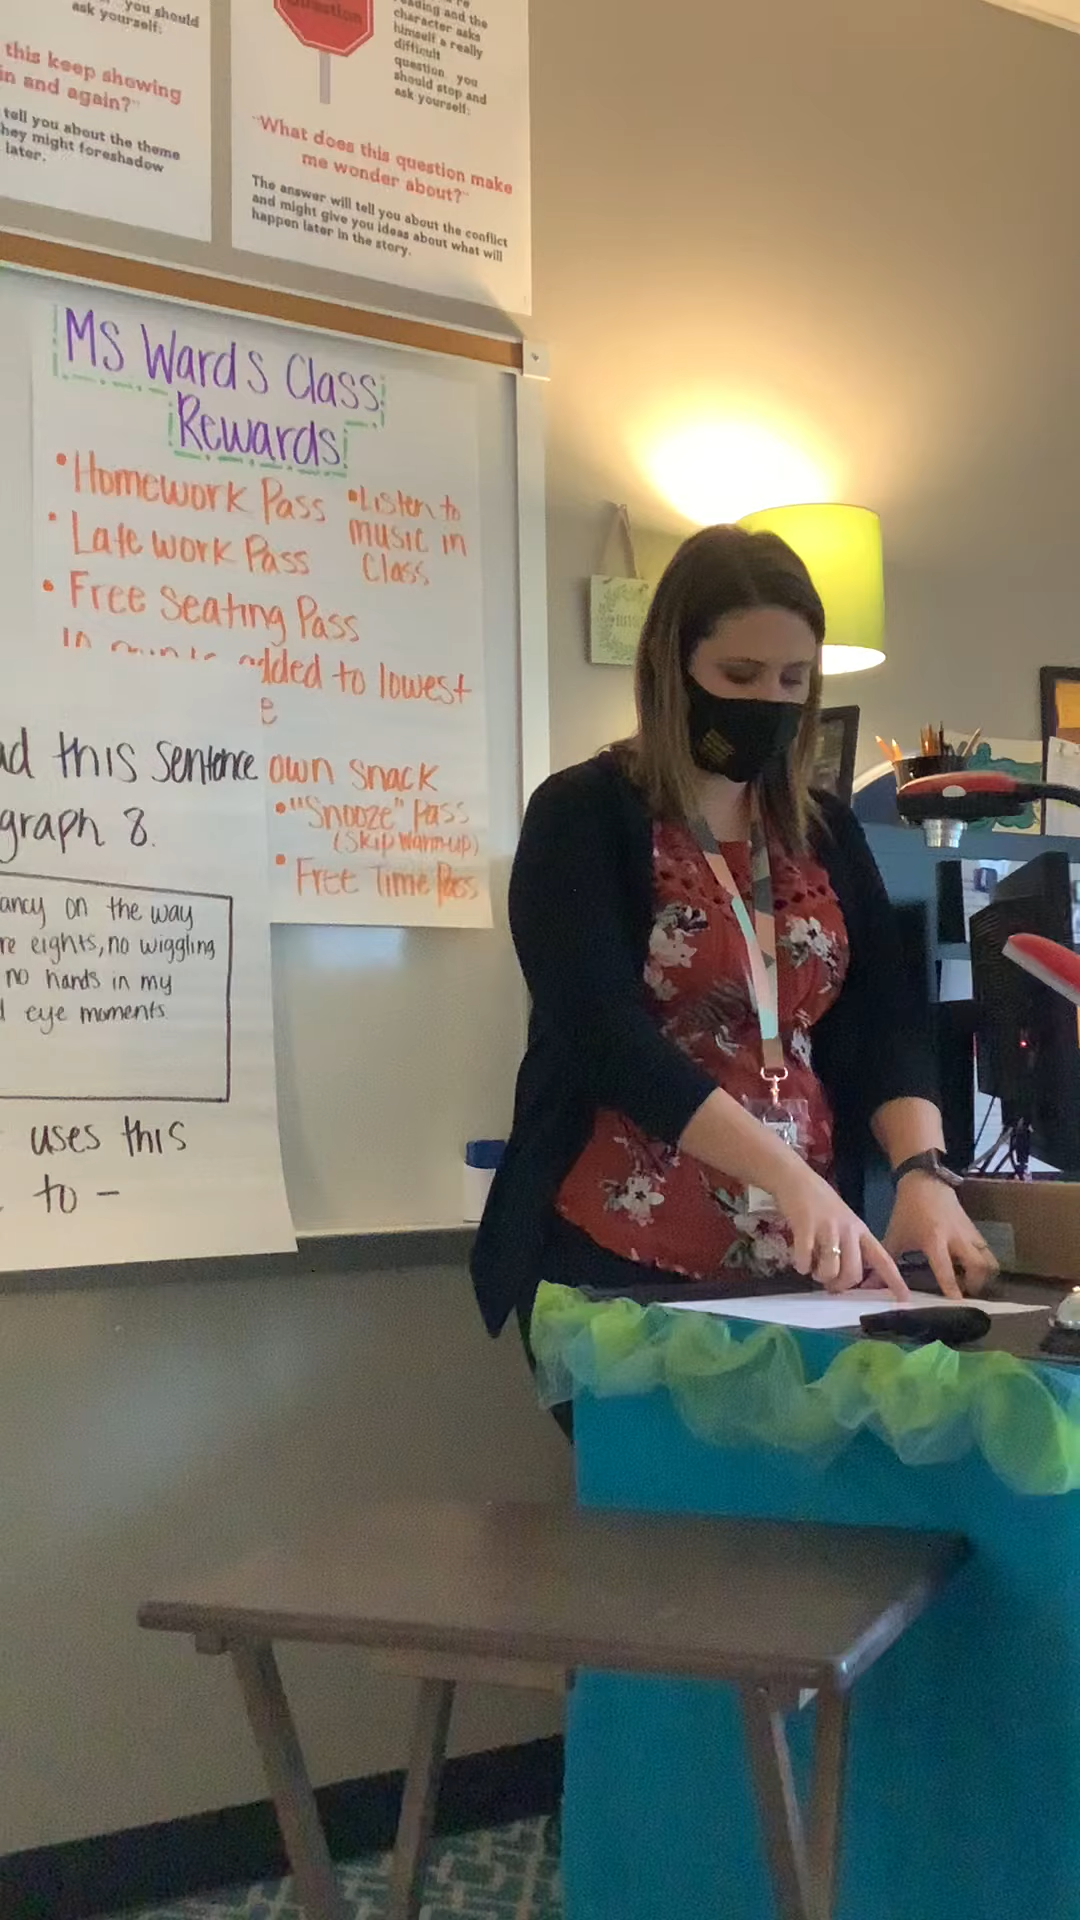 you should
ask yourself:
this keep showing
in and again?"
tell you about the theme
hey might foreshadow
later.
Question
reading and the
character asks
himself a really
difficult
question, you
should stop and
ask yourself:
"What does this question make
me wonder about?"
The answer will tell you about the conflict
and might give you ideas about what will
happen later in the story.
Ms Wards Class
Rewards
•Homework Pass
•Late work Pass
•Listen to
music in
Class
•Free Seating Pass
added to lowest
e
own snack
•"Snooze" Pass
(Skip Warm-up)
•Free Time Pass
ad this sentence
graph 8.
ancy on the way
re eights, no wiggling
no hands in my
eye moments.
uses this
to -